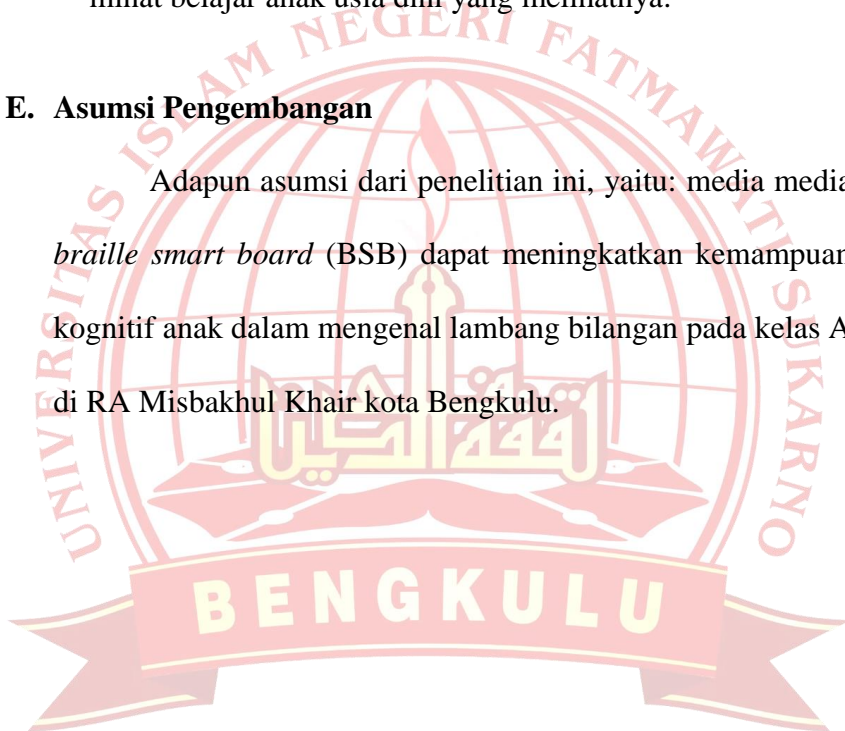 minat belajar anak usia dini yang melihatnya.
E. Asumsi Pengembangan
Adapun asumsi dari penelitian ini, yaitu: media media
braille smart board (BSB) dapat meningkatkan kemampuan
kognitif anak dalam mengenal lambang bilangan pada kelas A
di RA Misbakhul Khair kota Bengkulu.
UNIVERSITAS ISLAM NEGERI FATMAWATI SUKARNO
BENGKULU